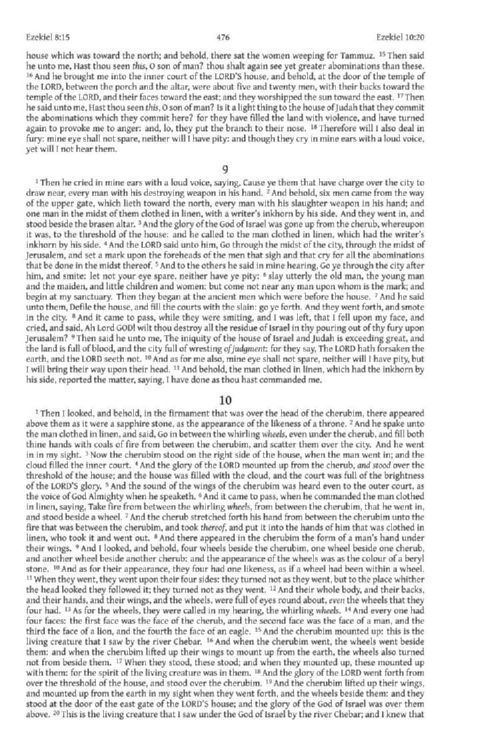 Ezekiel 8:15 476 Ezekiel 10:20
house which was toward the north; and behold, there sat the women weeping for Tammuz. 15 Then said
he unto me, Hast thou seen this, O son of man? thou shalt again see yet greater abominations than these.
16 And he brought me into the inner court of the LORD'S house, and behold, at the door of the temple of
the LORD, between the porch and the altar, were about five and twenty men, with their backs toward the
temple of the LORD, and their faces toward the east; and they worshipped the sun toward the east. 17 Then
he said unto me, Hast thou seen this, O son of man? Is it a light thing to the house of Judah that they commit
the abominations which they commit here? for they have filled the land with violence, and have turned
again to provoke me to anger: and, lo, they put the branch to their nose. 18 Therefore will I also deal in
fury: mine eye shall not spare, neither will I have pity: and though they cry in mine ears with a loud voice,
yet will I not hear them.
9
1 Then he cried in mine ears with a loud voice, saying, Cause ye them that have charge over the city to
draw near, every man with his destroying weapon in his hand. 2 And behold, six men came from the way
of the upper gate, which lieth toward the north, every man with his slaughter weapon in his hand; and
one man in the midst of them clothed in linen, with a writer's inkhorn by his side. And they went in, and
stood beside the brasen altar. 3 And the glory of the God of Israel was gone up from the cherub, whereupon
it was, to the threshold of the house: and he called to the man clothed in linen, which had the writer's
inkhorn by his side. 4 And the LORD said unto him, Go through the midst of the city, through the midst of
Jerusalem, and set a mark upon the foreheads of the men that sigh and that cry for all the abominations
that be done in the midst thereof. 5 And to the others he said in mine hearing, Go ye through the city after
him, and smite: let not your eye spare, neither have ye pity: 6 slay utterly the old man, the young man
and the maiden, and little children and women: but come not near any man upon whom is the mark; and
begin at my sanctuary. Then they began at the ancient men which were before the house. 7 And he said
unto them, Defile the house, and fill the courts with the slain: go ye forth. And they went forth, and smote
in the city. 8 And it came to pass, while they were smiting, and I was left, that I fell upon my face, and
cried, and said, Ah Lord GOD! wilt thou destroy all the residue of Israel in thy pouring out of thy fury upon
Jerusalem? 9 Then said he unto me, The iniquity of the house of Israel and Judah is exceeding great, and
the land is full of blood, and the city full of wresting of judgment: for they say, The LORD hath forsaken the
earth, and the LORD seeth not. 10 And as for me also, mine eye shall not spare, neither will I have pity, but
I will bring their way upon their head. 11 And behold, the man clothed in linen, which had the inkhorn by
his side, reported the matter, saying, I have done as thou hast commanded me.
10
1 Then I looked, and behold, in the firmament that was over the head of the cherubim, there appeared
above them as it were a sapphire stone, as the appearance of the likeness of a throne. 2 And he spake unto
the man clothed in linen, and said, Go in between the whirling wheels, even under the cherub, and fill both
thine hands with coals of fire from between the cherubim, and scatter them over the city. And he went
in in my sight. 3 Now the cherubim stood on the right side of the house, when the man went in; and the
cloud filled the inner court. 4 And the glory of the LORD mounted up from the cherub, and stood over the
threshold of the house; and the house was filled with the cloud, and the court was full of the brightness
of the LORD'S glory. 5 And the sound of the wings of the cherubim was heard even to the outer court, as
the voice of God Almighty when he speaketh. 6 And it came to pass, when he commanded the man clothed
in linen, saying, Take fire from between the whirling wheels, from between the cherubim, that he went in,
and stood beside a wheel. 7 And the cherub stretched forth his hand from between the cherubim unto the
fire that was between the cherubim, and took thereof, and put it into the hands of him that was clothed in
linen, who took it and went out. 8 And there appeared in the cherubim the form of a man's hand under
their wings. 9 And I looked, and behold, four wheels beside the cherubim, one wheel beside one cherub,
and another wheel beside another cherub: and the appearance of the wheels was as the colour of a beryl
stone. 10 And as for their appearance, they four had one likeness, as if a wheel had been within a wheel.
11 When they went, they went upon their four sides: they turned not as they went, but to the place whither
the head looked they followed it; they turned not as they went. 12 And their whole body, and their backs,
and their hands, and their wings, and the wheels, were full of eyes round about, even the wheels that they
four had. 13 As for the wheels, they were called in my hearing, the whirling wheels. 14 And every one had
four faces: the first face was the face of the cherub, and the second face was the face of a man, and the
third the face of a lion, and the fourth the face of an eagle. 15 And the cherubim mounted up: this is the
living creature that I saw by the river Chebar. 16 And when the cherubim went, the wheels went beside
them: and when the cherubim lifted up their wings to mount up from the earth, the wheels also turned
not from beside them. 17 When they stood, these stood; and when they mounted up, these mounted up
with them: for the spirit of the living creature was in them. 18 And the glory of the LORD went forth from
over the threshold of the house, and stood over the cherubim. 19 And the cherubim lifted up their wings,
and mounted up from the earth in my sight when they went forth, and the wheels beside them: and they
stood at the door of the east gate of the LORD'S house; and the glory of the God of Israel was over them
above. 20 This is the living creature that I saw under the God of Israel by the river Chebar; and I knew that